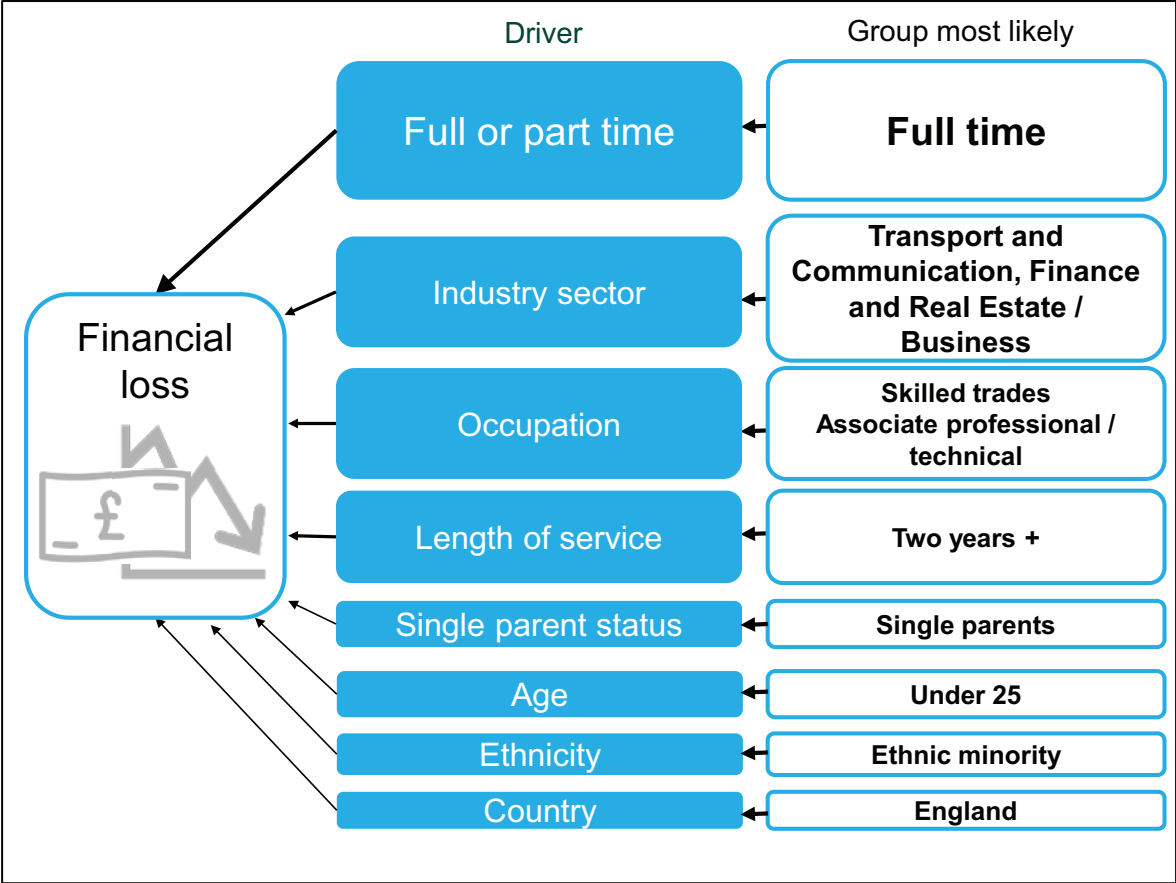 Driver
Group most likely
Full or part time
Full time
Industry sector
Transport and
Communication, Finance
and Real Estate /
Business
Financial
loss
£
Occupation
Skilled trades
Associate professional /
technical
Length of service
Two years +
Single parent status
Single parents
Age
Under 25
Ethnicity
Ethnic minority
Country
England